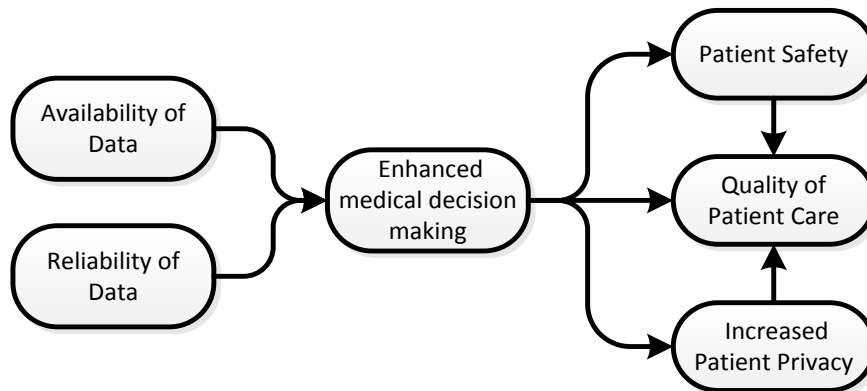 Availability of
Data
Reliability of
Data
Enhanced
medical decision
making
Patient Safety
Quality of
Patient Care
Increased
Patient Privacy